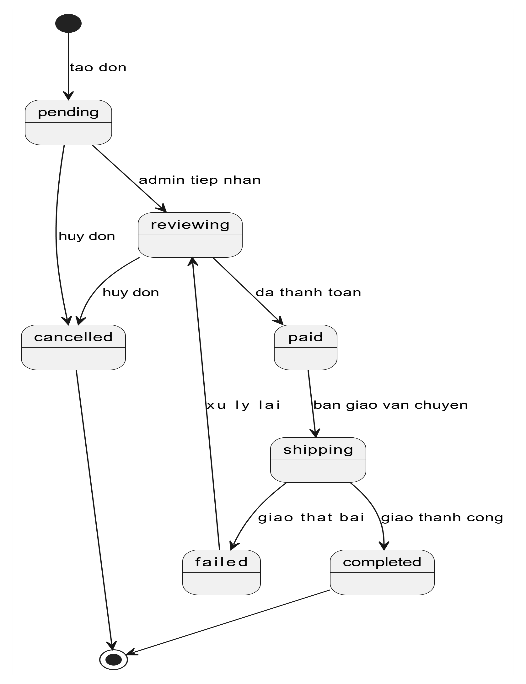 tao don
pending
admin tiep nhan
reviewing
huy don
huy don
da thanh toan
cancelled
paid
xu ly lai
ban giao van chuyen
shipping
giao that bai
giao thanh cong
failed
completed